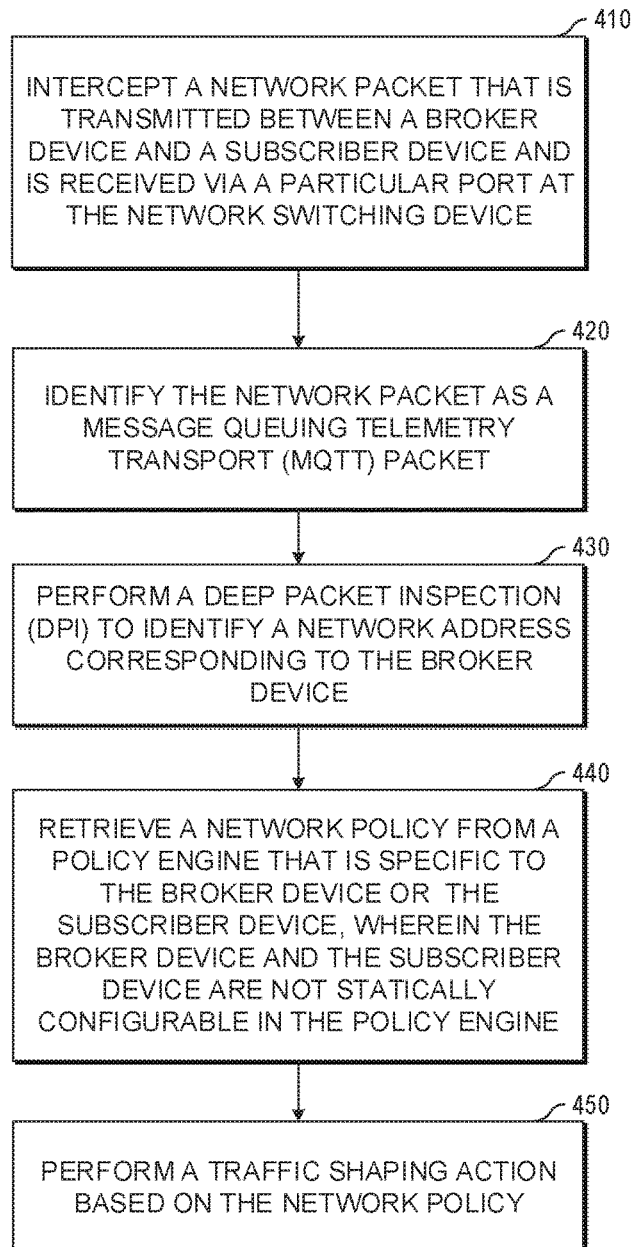 410
INTERCEPT A NETWORK PACKET THAT IS
TRANSMITTED BETWEEN A BROKER
DEVICE AND A SUBSCRIBER DEVICE AND
IS RECEIVED VIA A PARTICULAR PORT AT
THE NETWORK SWITCHING DEVICE
420
IDENTIFY THE NETWORK PACKET AS A
MESSAGE QUEUING TELEMETRY
TRANSPORT (MQTT) PACKET
430
PERFORM A DEEP PACKET INSPECTION
(DPI) TO IDENTIFY A NETWORK ADDRESS
CORRESPONDING TO THE BROKER
DEVICE
440
RETRIEVE A NETWORK POLICY FROM A
POLICY ENGINE THAT IS SPECIFIC TO
THE BROKER DEVICE OR THE
SUBSCRIBER DEVICE, WHEREIN THE
BROKER DEVICE AND THE SUBSCRIBER
DEVICE ARE NOT STATICALLY
CONFIGURABLE IN THE POLICY ENGINE
450
PERFORM A TRAFFIC SHAPING ACTION
BASED ON THE NETWORK POLICY